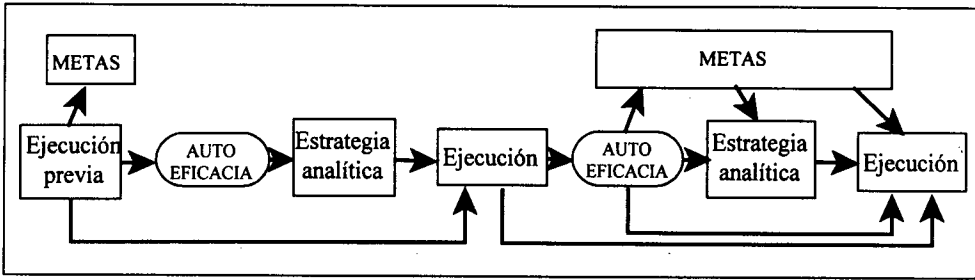 METAS
METAS
Ejecución
previa
AUTO
EFICACIA
Estrategia
analítica
Ejecución
AUTO
EFICACIA
Estrategia
analítica
Ejecución